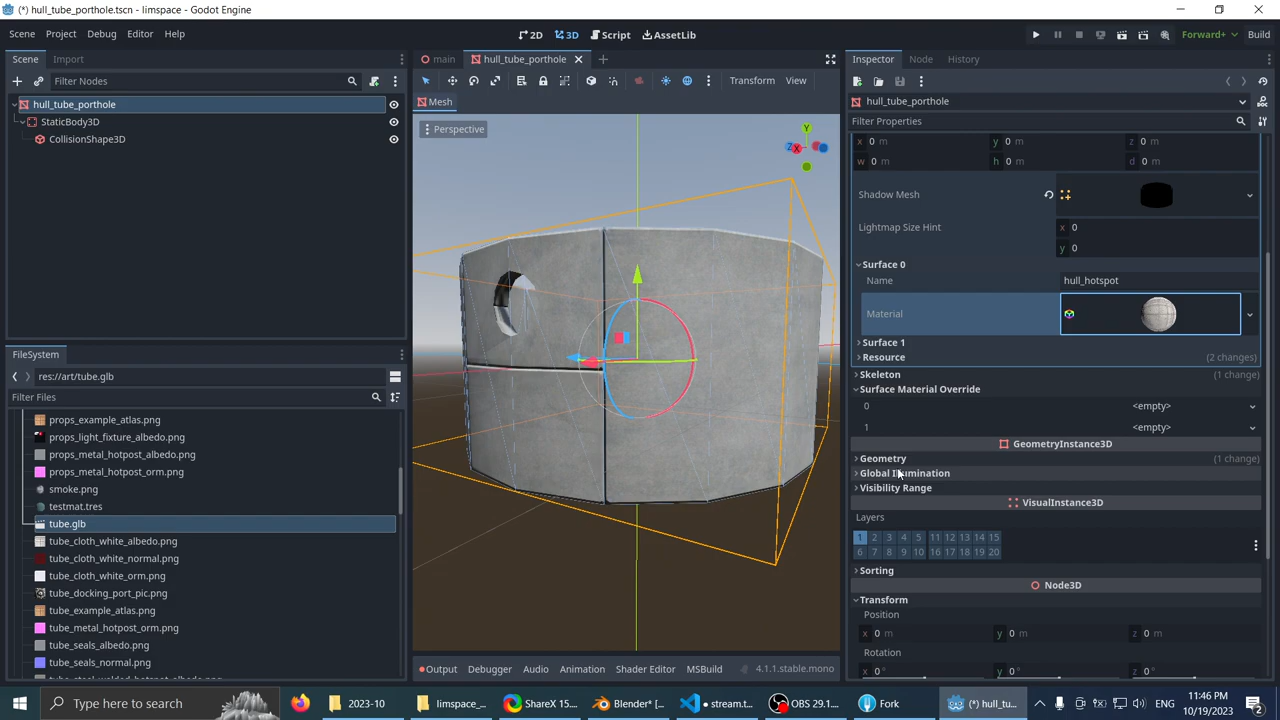 (*) hull_tube_porthole.tscn - limspace - Godot Engine
Scene Project Debug Editor Help
2D 3D Script AssetLib
Forward+ Build
Scene Import
main hull_tube_porthole
Inspector Node History
Filter Nodes
Transform View
hull_tube_porthole
StaticBody3D
CollisionShape3D
Mesh
Perspective
Y
Z X
hull_tube_porthole
Filter Properties
x 0 m y 0 m z 0 m
w 0 m h 0 m d 0 m
Shadow Mesh
Lightmap Size Hint x 0
y 0
Surface 0
Name hull_hotspot
Material
Surface 1
Resource (2 changes)
Skeleton (1 change)
Surface Material Override
0 <empty>
1 <empty>
GeometryInstance3D
Geometry (1 change)
Global Illumination
Visibility Range
VisualInstance3D
Layers
1 2 3 4 5 11 12 13 14 15
6 7 8 9 10 16 17 18 19 20
Sorting
Node3D
Transform
Position
x 0 m y 0 m z 0 m
Rotation
x 0° y 0° z 0°
FileSystem
res://art/tube.glb
Filter Files
props_example_atlas.png
props_light_fixture_albedo.png
props_metal_hotpost_albedo.png
props_metal_hotpost_orm.png
smoke.png
testmat.tres
tube.glb
tube_cloth_white_albedo.png
tube_cloth_white_normal.png
tube_cloth_white_orm.png
tube_docking_port_pic.png
tube_example_atlas.png
tube_metal_hotpost_orm.png
tube_seals_albedo.png
tube_seals_normal.png
tube_steel-welded_hotpot_albedo.png
Output Debugger Audio Animation Shader Editor MSBuild 4.1.1.stable.mono
Type here to search
2023-10
limspace_...
ShareX 15....
Blender* [...
• stream.t...
OBS 29.1...
Fork
(*) hull_tu...
ENG
11:46 PM
10/19/2023